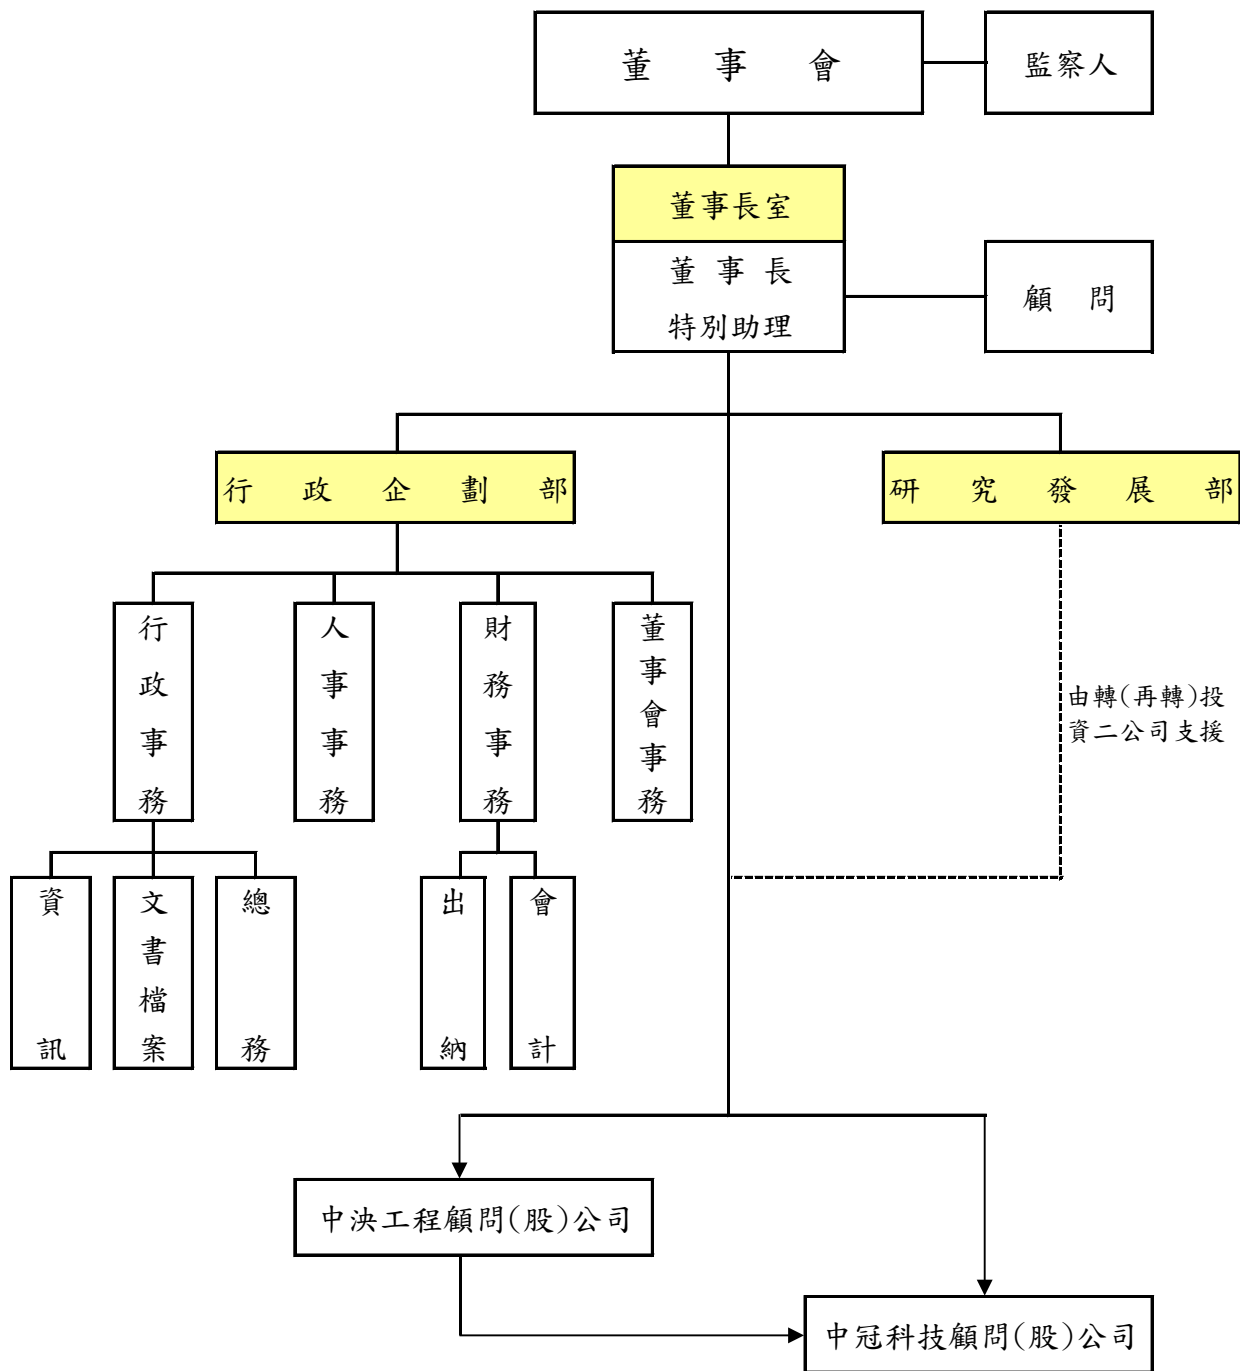 董事會
監察人
董事長室
董事長
特別助理
顧問
行政企劃部
研究發展部
行政事務
人事事務
財務事務
董事會事務
由轉(再轉)投
資二公司支援
資訊
文書檔案
總務
出納
會計
中泱工程顧問(股)公司
中冠科技顧問(股)公司